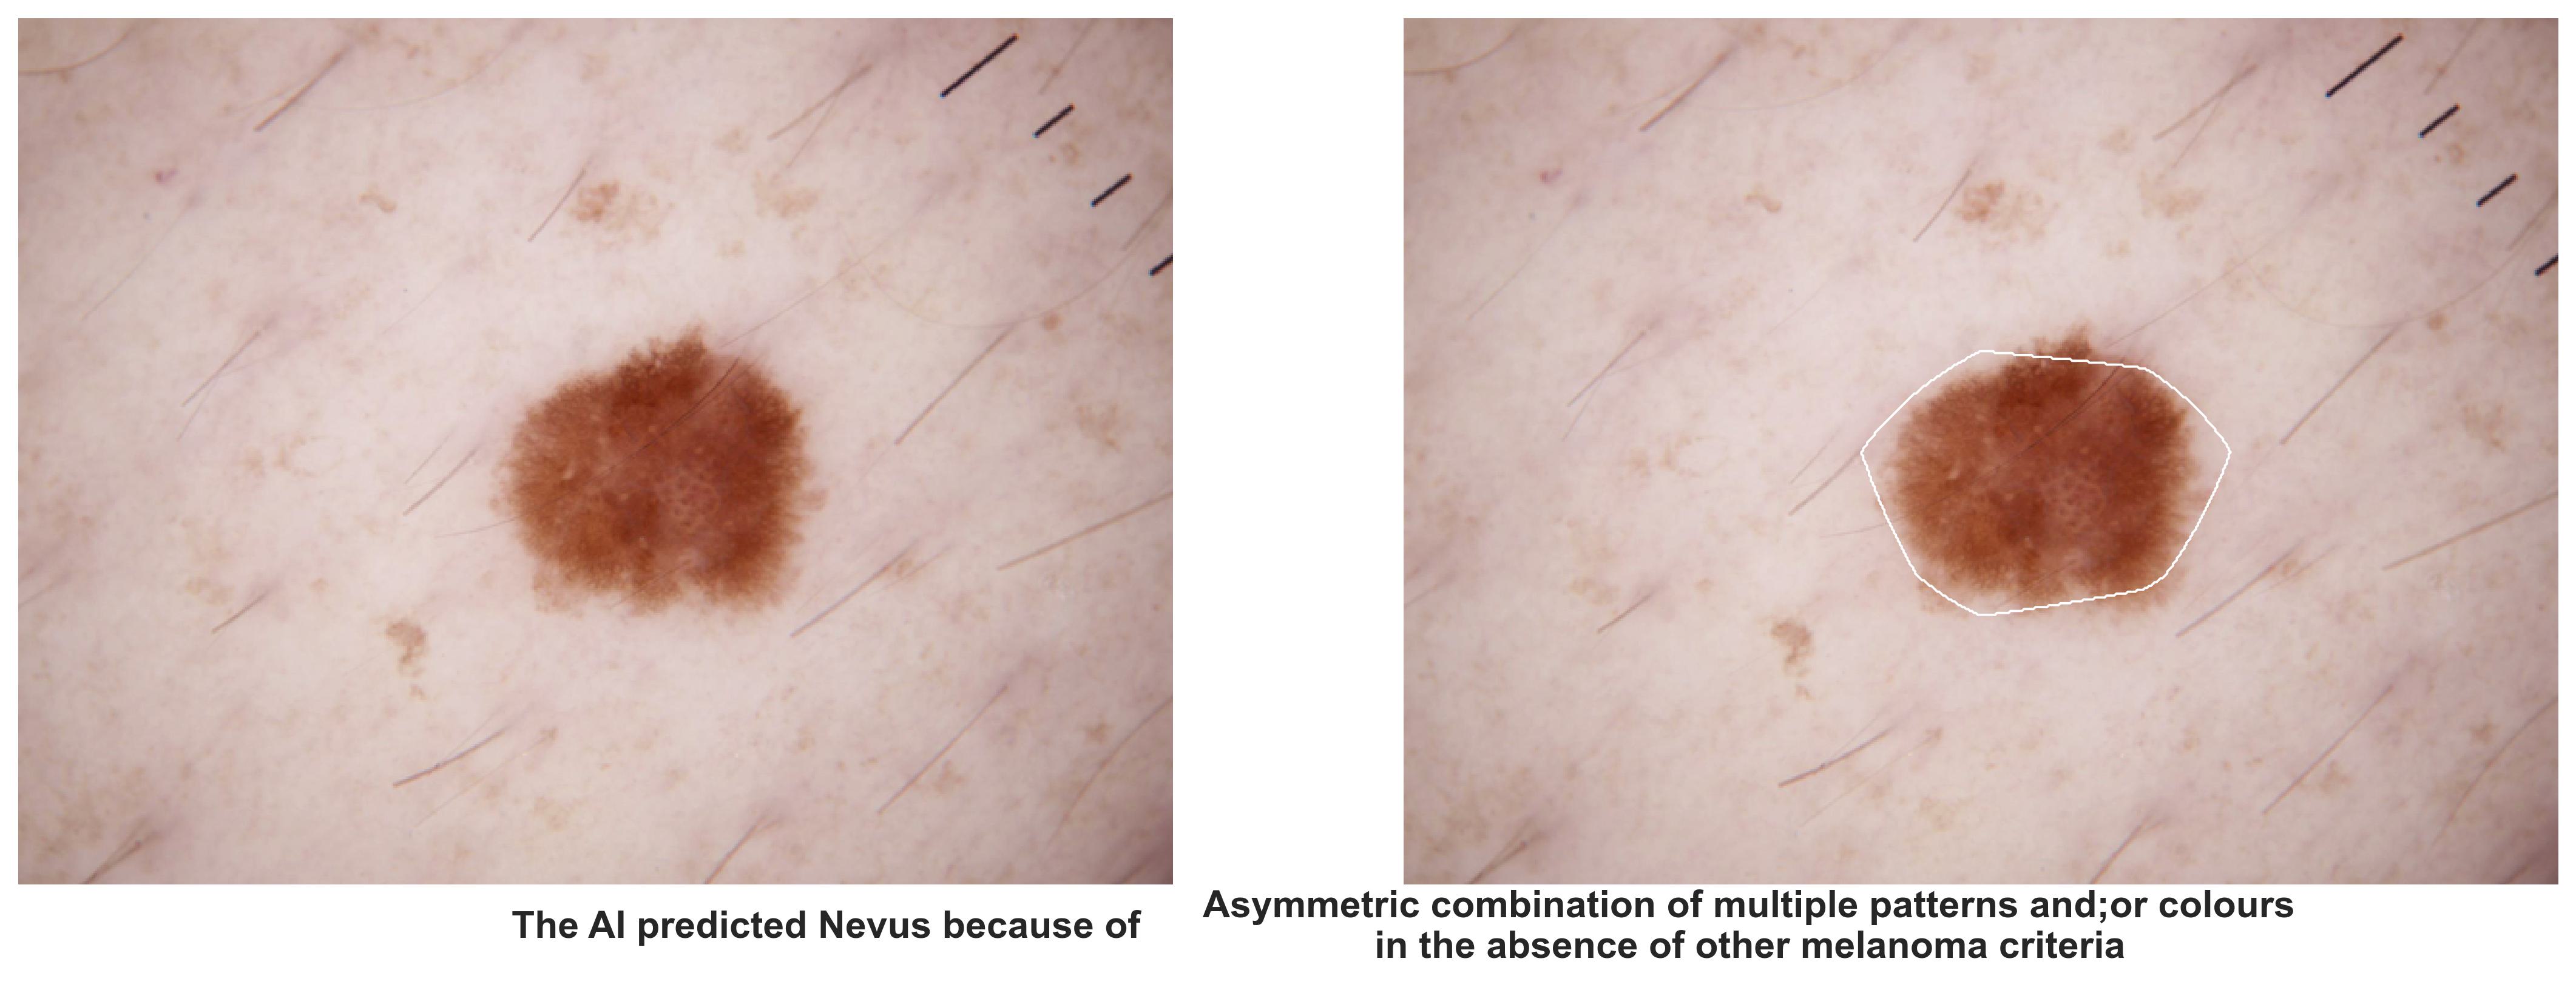 The AI predicted Nevus because of
Asymmetric combination of multiple patterns and;or colours
in the absence of other melanoma criteria